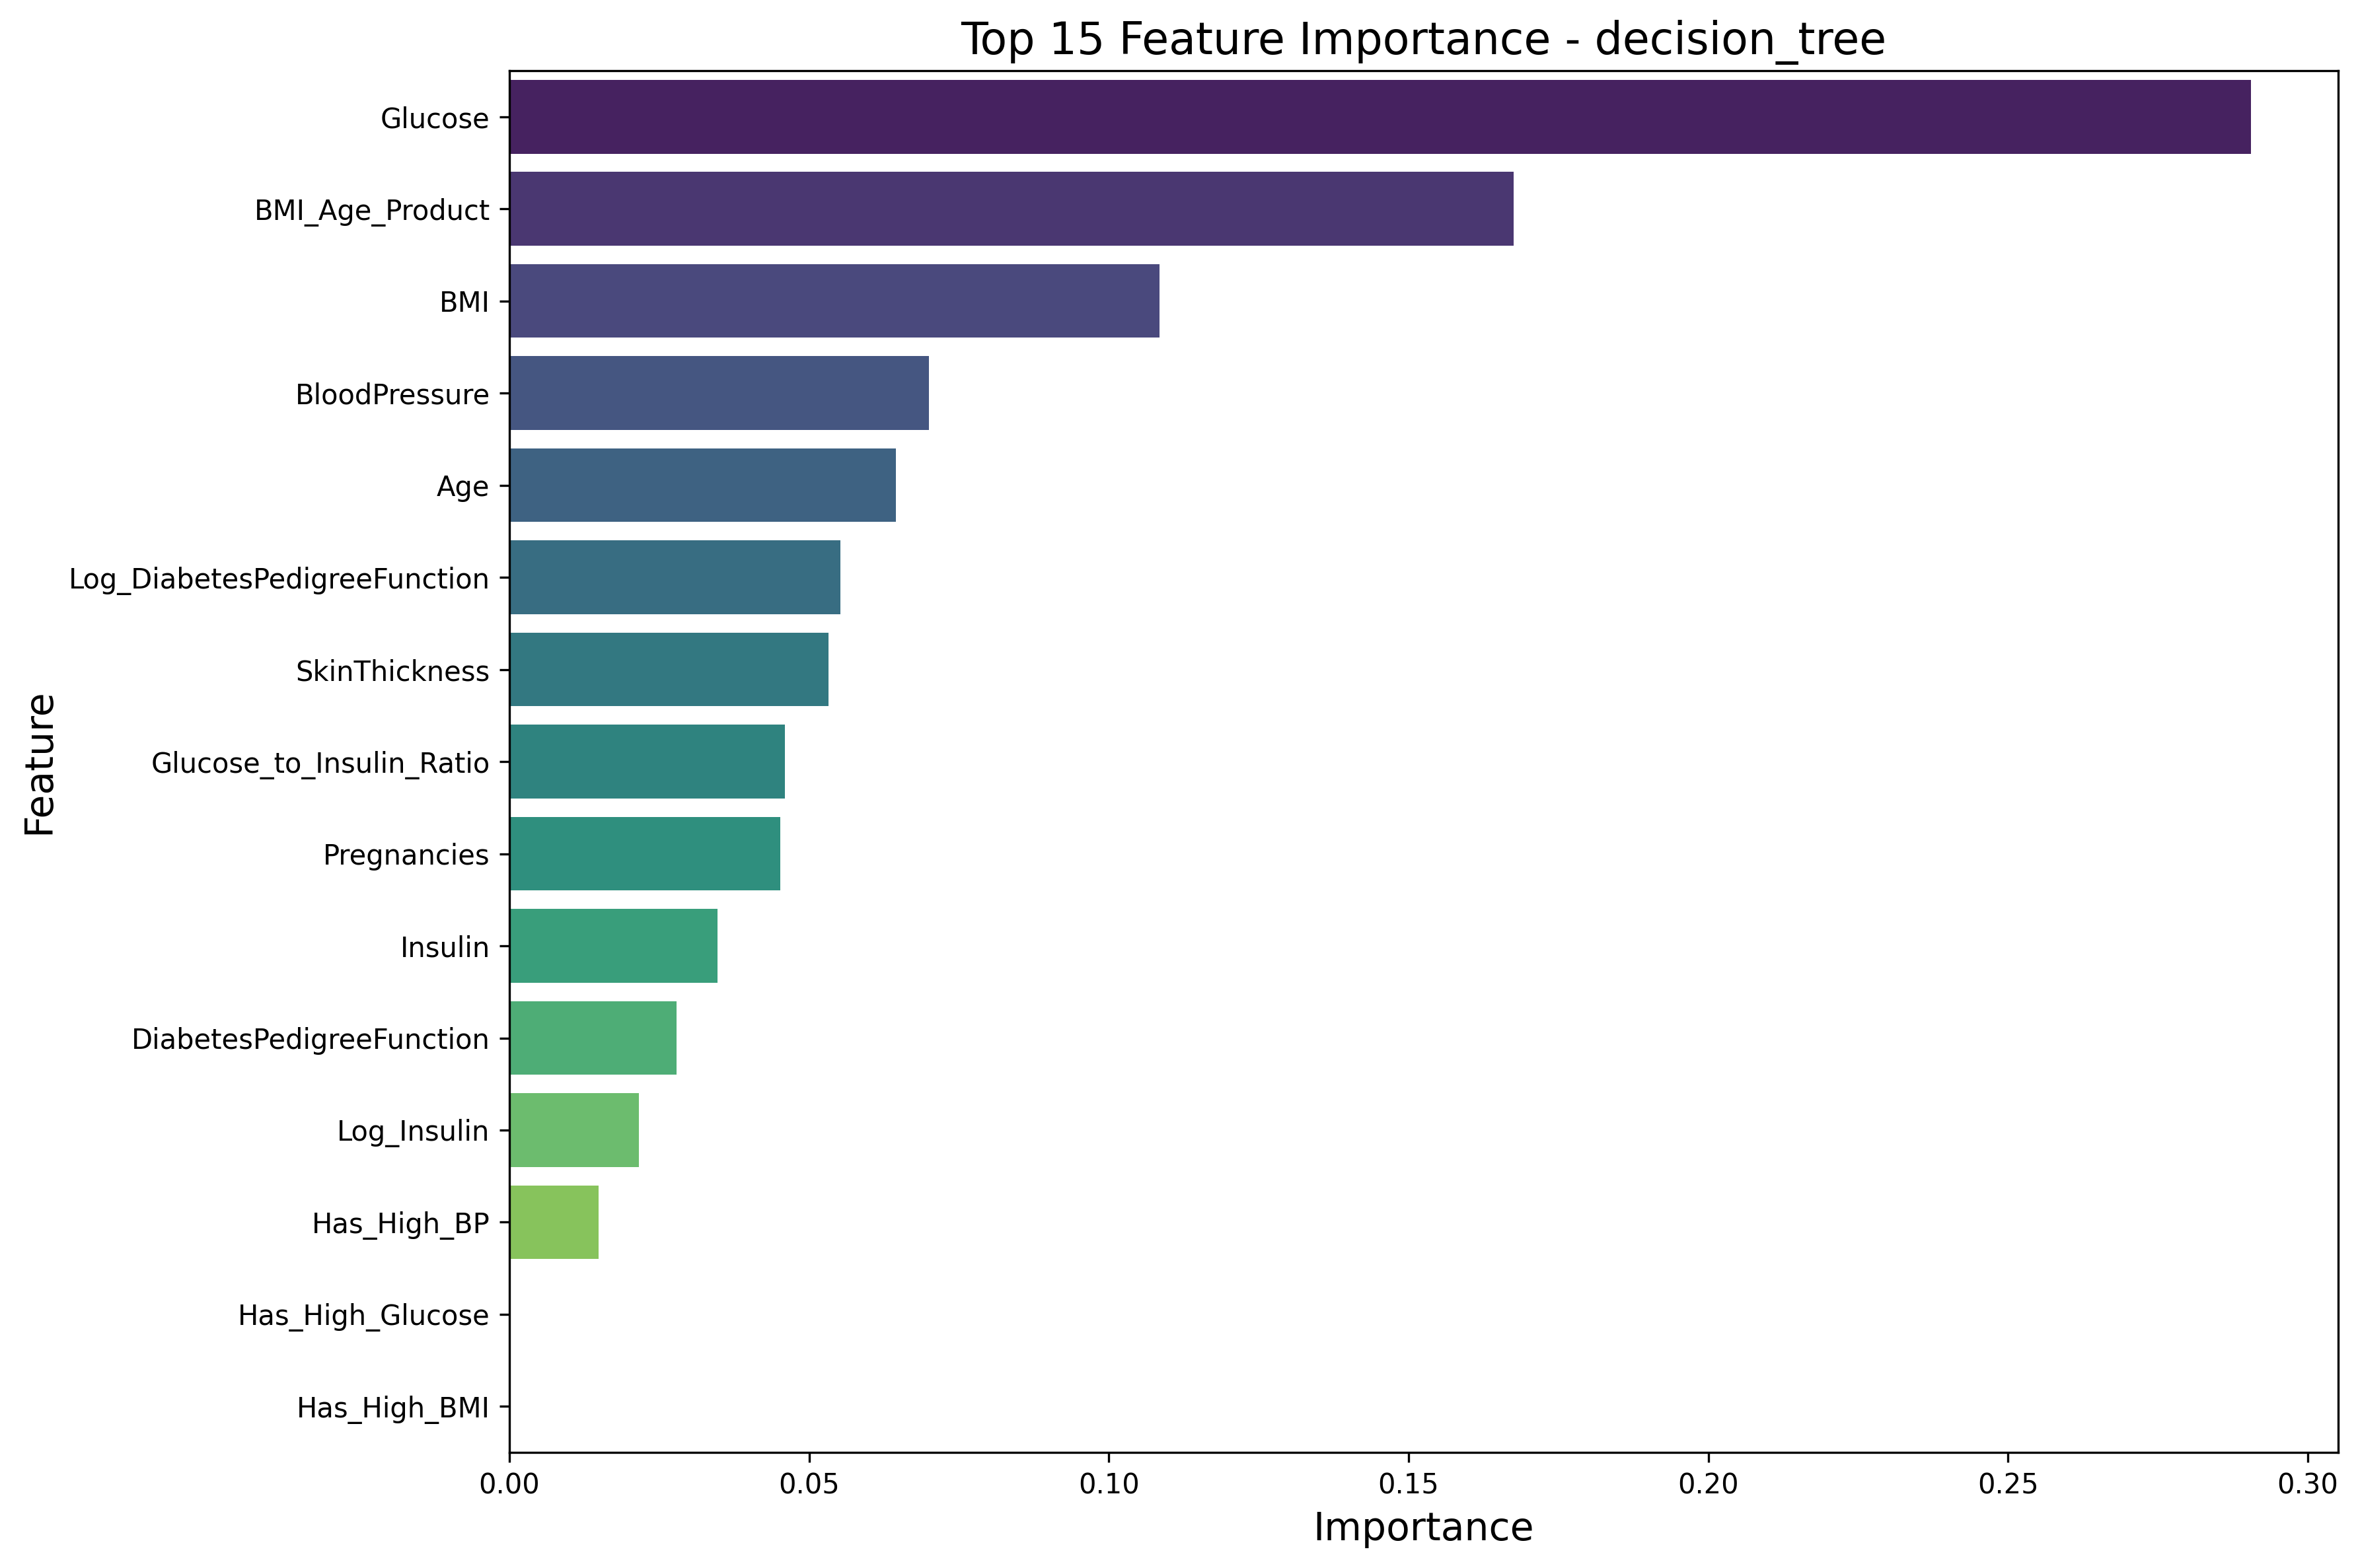 Top 15 Feature Importance - decision_tree
Feature
Glucose
BMI_Age_Product
BMI
BloodPressure
Age
Log_DiabetesPedigreeFunction
SkinThickness
Glucose_to_Insulin_Ratio
Pregnancies
Insulin
DiabetesPedigreeFunction
Log_Insulin
Has_High_BP
Has_High_Glucose
Has_High_BMI
0.00 0.05 0.10 0.15 0.20 0.25 0.30
Importance